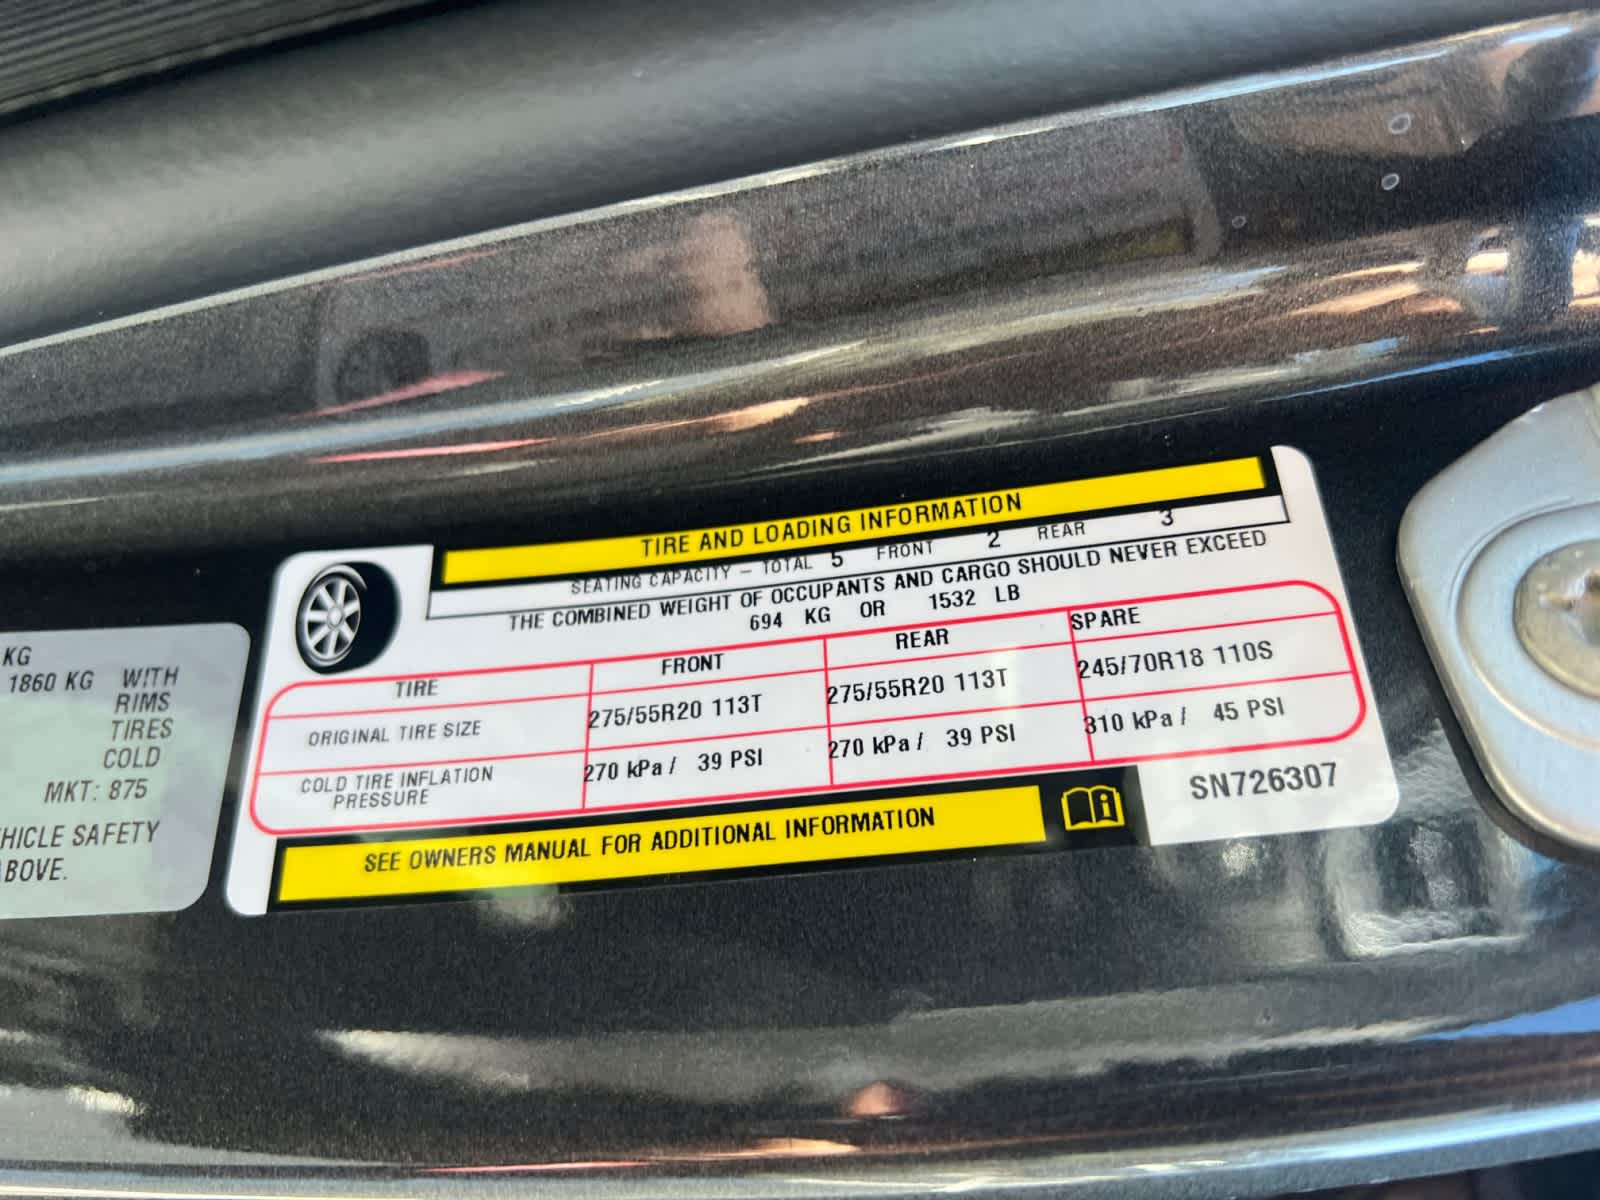 KG
1860 KG WITH
RIMS
TIRES
COLD
MKT: 875
HICLE SAFETY
BOVE.
TIRE AND LOADING INFORMATION
SEATING CAPACITY – TOTAL 5 FRONT 2 REAR 3
THE COMBINED WEIGHT OF OCCUPANTS AND CARGO SHOULD NEVER EXCEED
694 KG OR 1532 LB
TIRE FRONT REAR SPARE
ORIGINAL TIRE SIZE 275/55R20 113T 275/55R20 113T 245/70R18 110S
COLD TIRE INFLATION
PRESSURE 270 kPa / 39 PSI 270 kPa / 39 PSI 310 kPa / 45 PSI
SEE OWNERS MANUAL FOR ADDITIONAL INFORMATION
SN726307